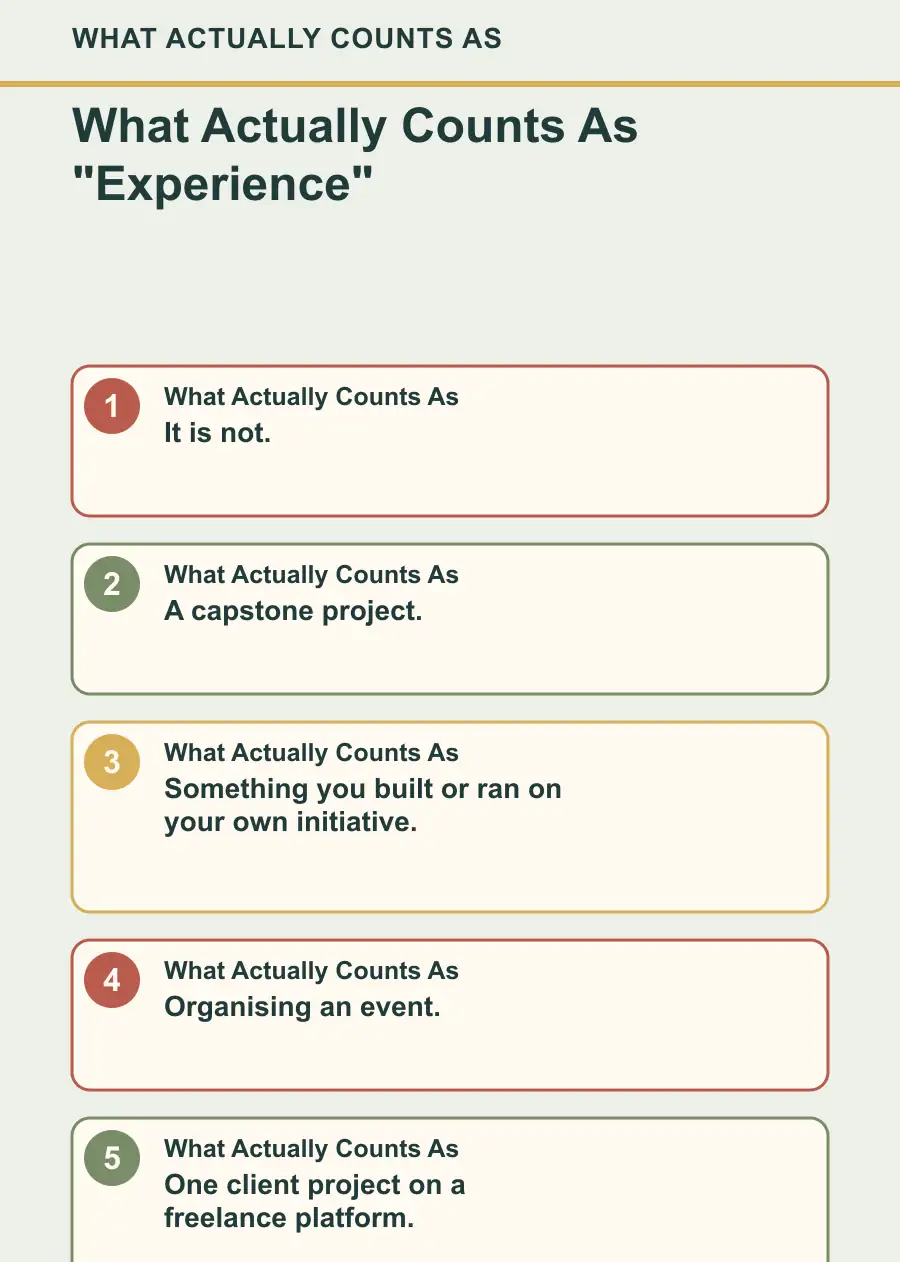 WHAT ACTUALLY COUNTS AS
What Actually Counts As
"Experience"
1
What Actually Counts As
It is not.
2
What Actually Counts As
A capstone project.
3
What Actually Counts As
Something you built or ran on
your own initiative.
4
What Actually Counts As
Organising an event.
5
What Actually Counts As
One client project on a
freelance platform.